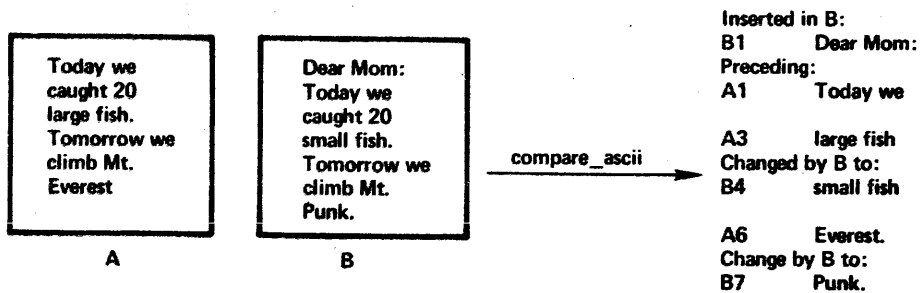 Today we
caught 20
large fish.
Tomorrow we
climb Mt.
Everest
A
Dear Mom:
Today we
caught 20
small fish.
Tomorrow we
climb Mt.
Punk.
B
compare_ascii
Inserted in B:
B1 Dear Mom:
Preceding:
A1 Today we
A3 large fish
Changed by B to:
B4 small fish
A6 Everest.
Change by B to:
B7 Punk.